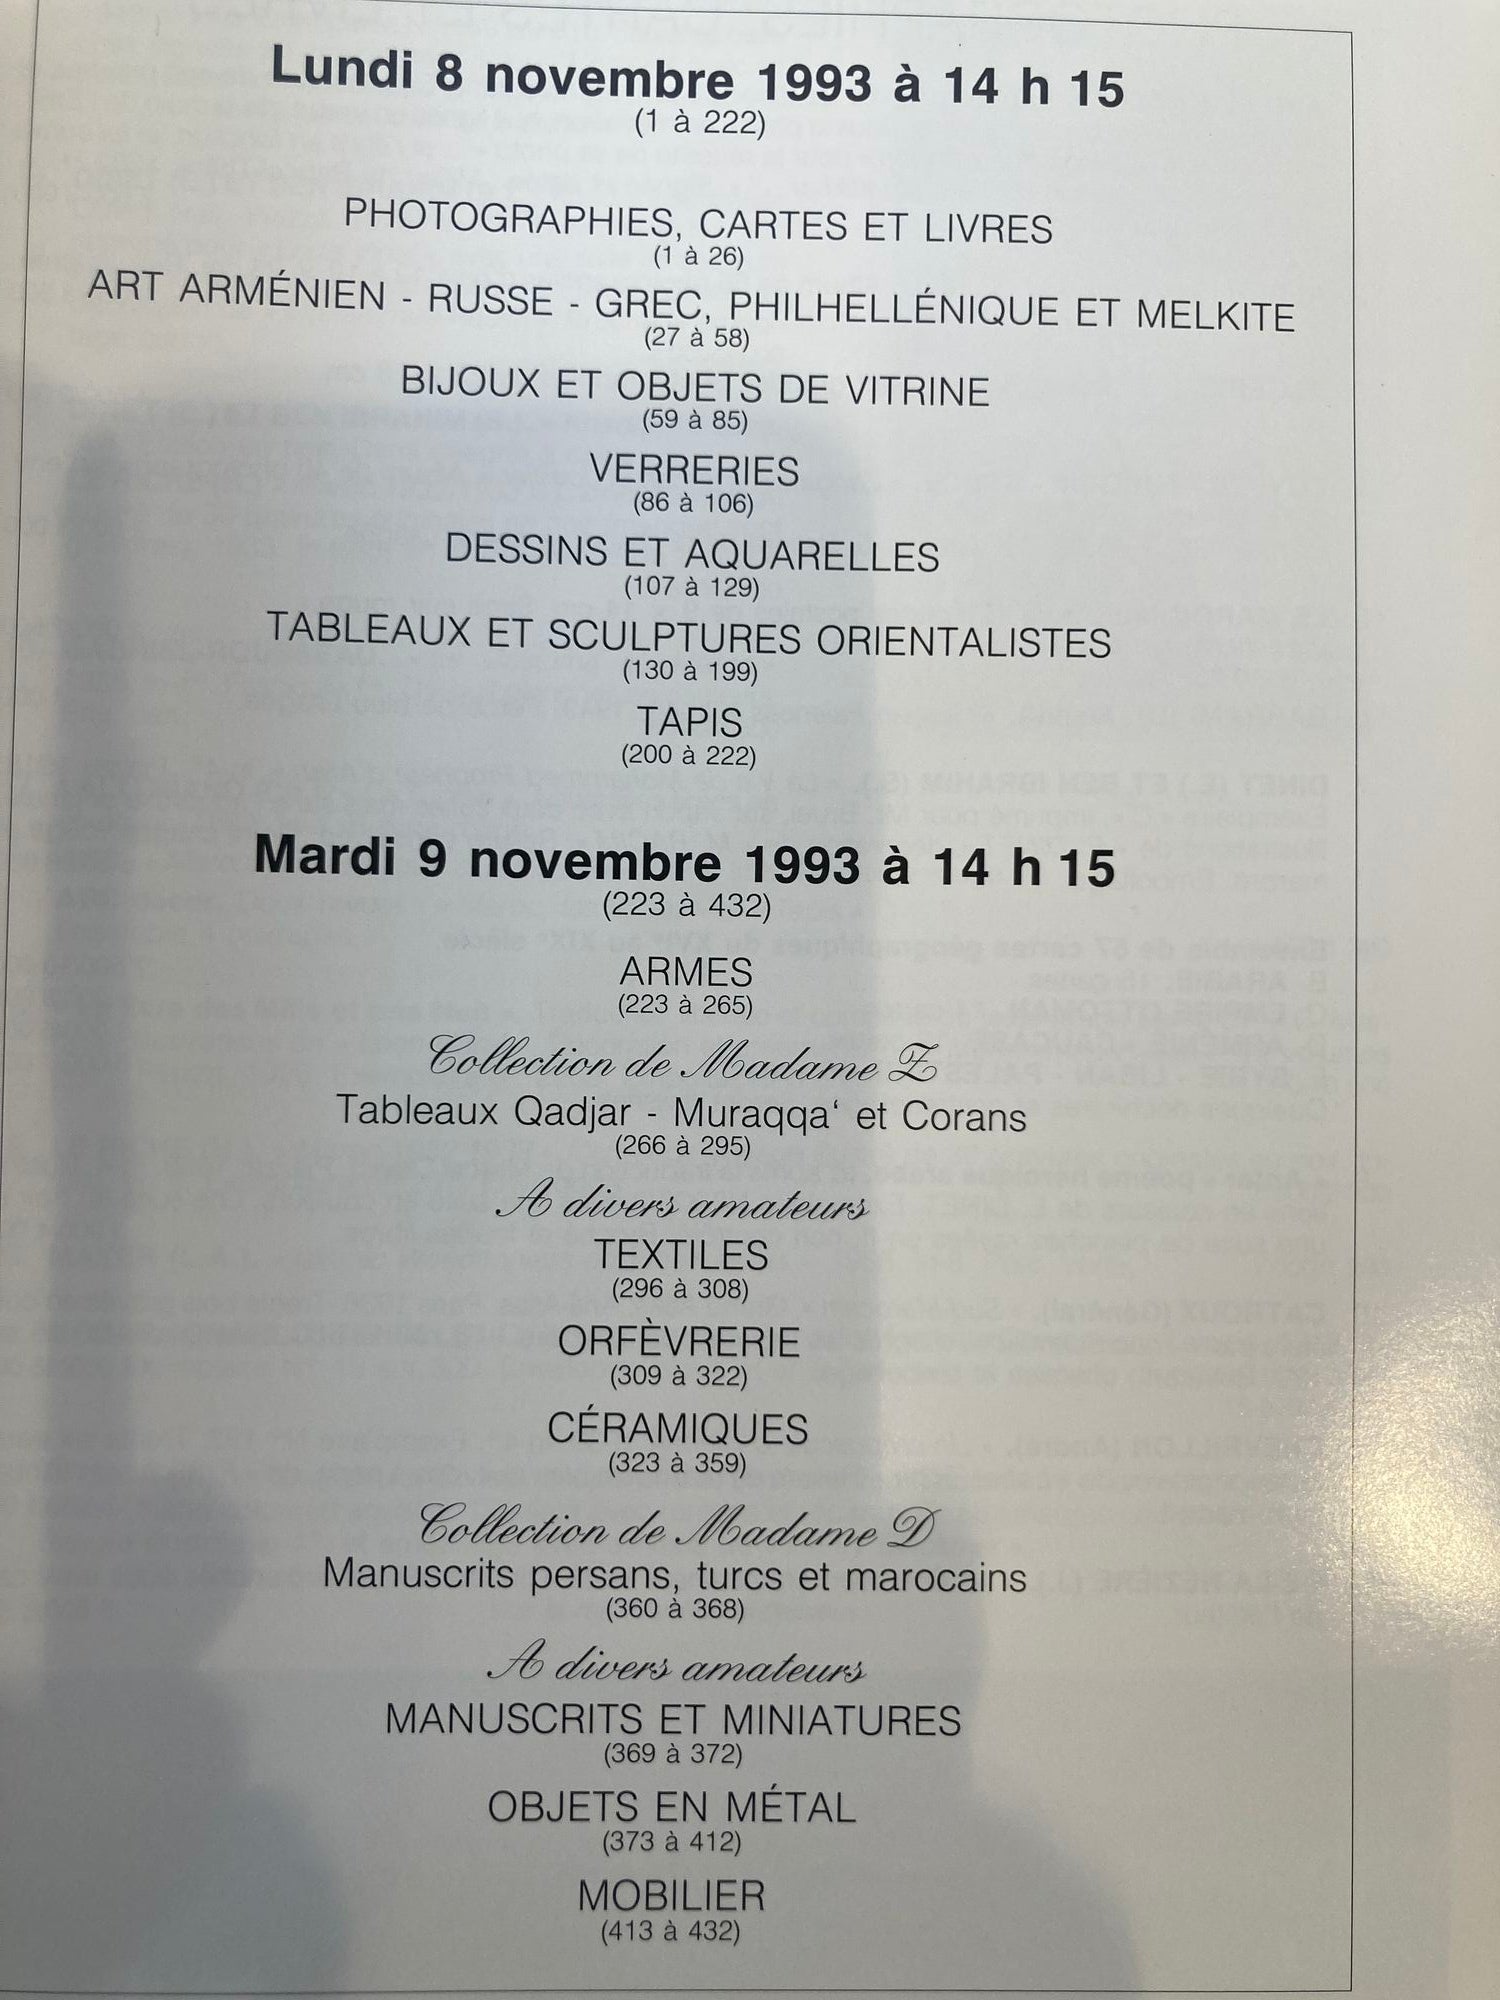 Lundi 8 novembre 1993 à 14 h 15
(1 à 222)
PHOTOGRAPHIES, CARTES ET LIVRES
(1 à 26)
ART ARMÉNIEN - RUSSE - GREC, PHILHELLÉNIQUE ET MELKITE
(27 à 58)
BIJOUX ET OBJETS DE VITRINE
(59 à 85)
VERRERIES
(86 à 106)
DESSINS ET AQUARELLES
(107 à 129)
TABLEAUX ET SCULPTURES ORIENTALISTES
(130 à 199)
TAPIS
(200 à 222)
Mardi 9 novembre 1993 à 14 h 15
(223 à 432)
ARMES
(223 à 265)
Collection de Madame Z
Tableaux Qadjar - Muraqqa‘ et Corans
(266 à 295)
A divers amateurs
TEXTILES
(296 à 308)
ORFÈVRERIE
(309 à 322)
CÉRAMIQUES
(323 à 359)
Collection de Madame D
Manuscrits persans, turcs et marocains
(360 à 368)
A divers amateurs
MANUSCRITS ET MINIATURES
(369 à 372)
OBJETS EN MÉTAL
(373 à 412)
MOBILIER
(413 à 432)